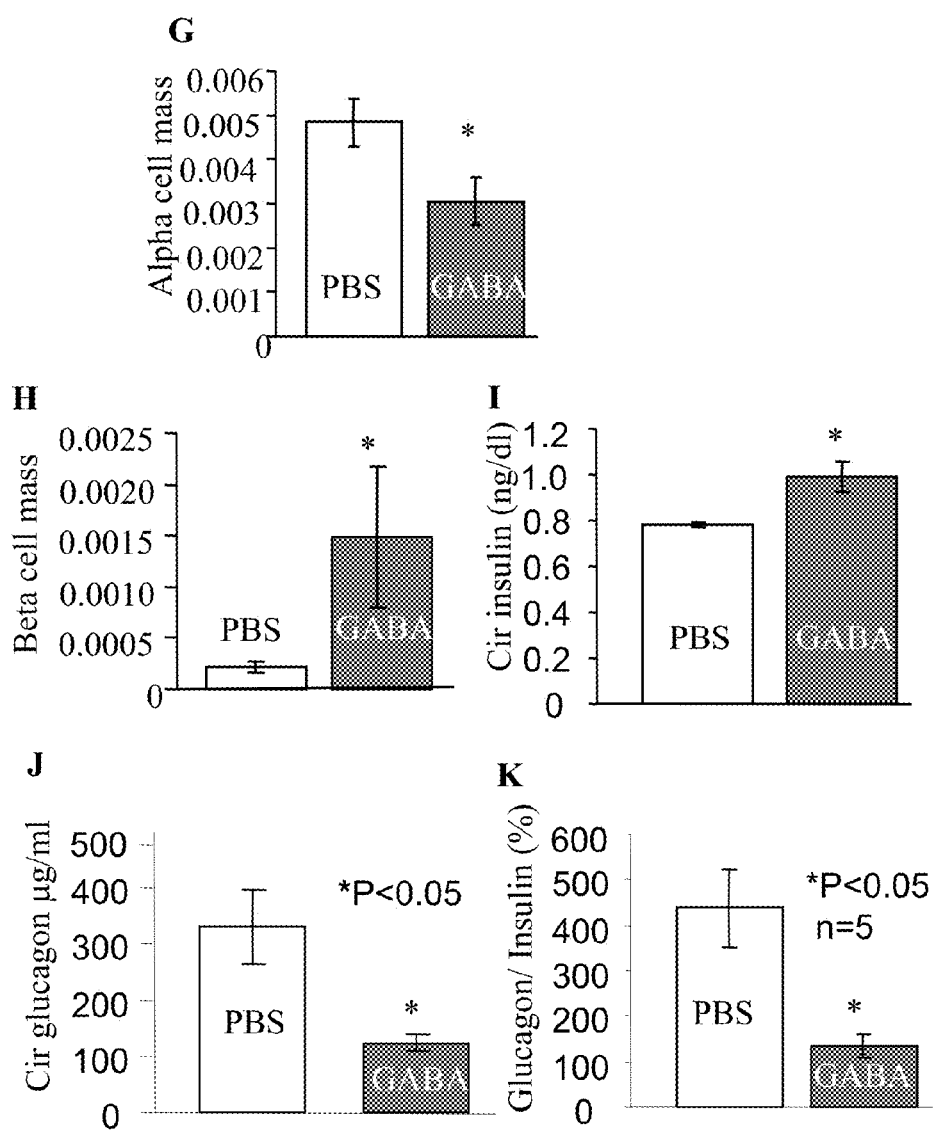 G
Alpha cell mass
0.006
0.005
0.004
0.003
0.002
0.001
0
*
PBS
GABA
H
Beta cell mass
0.0025
0.0020
0.0015
0.0010
0.0005
0
*
PBS
GABA
I
Cir insulin (ng/dl)
1.2
1.0
0.8
0.6
0.4
0.2
0
*
PBS
GABA
J
Cir glucagon µg/ml
500
400
300
200
100
0
*P<0.05
*
PBS
GABA
K
Glucagon/ Insulin (%)
600
500
400
300
200
100
0
*P<0.05
n=5
*
PBS
GABA